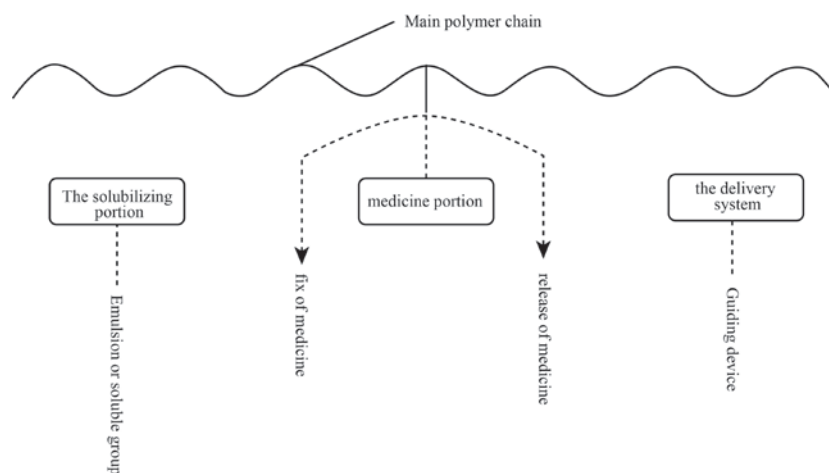 Main polymer chain
The solubilizing
portion
medicine portion
the delivery
system
Emulsion or soluble group
fix of medicine
release of medicine
Guiding device